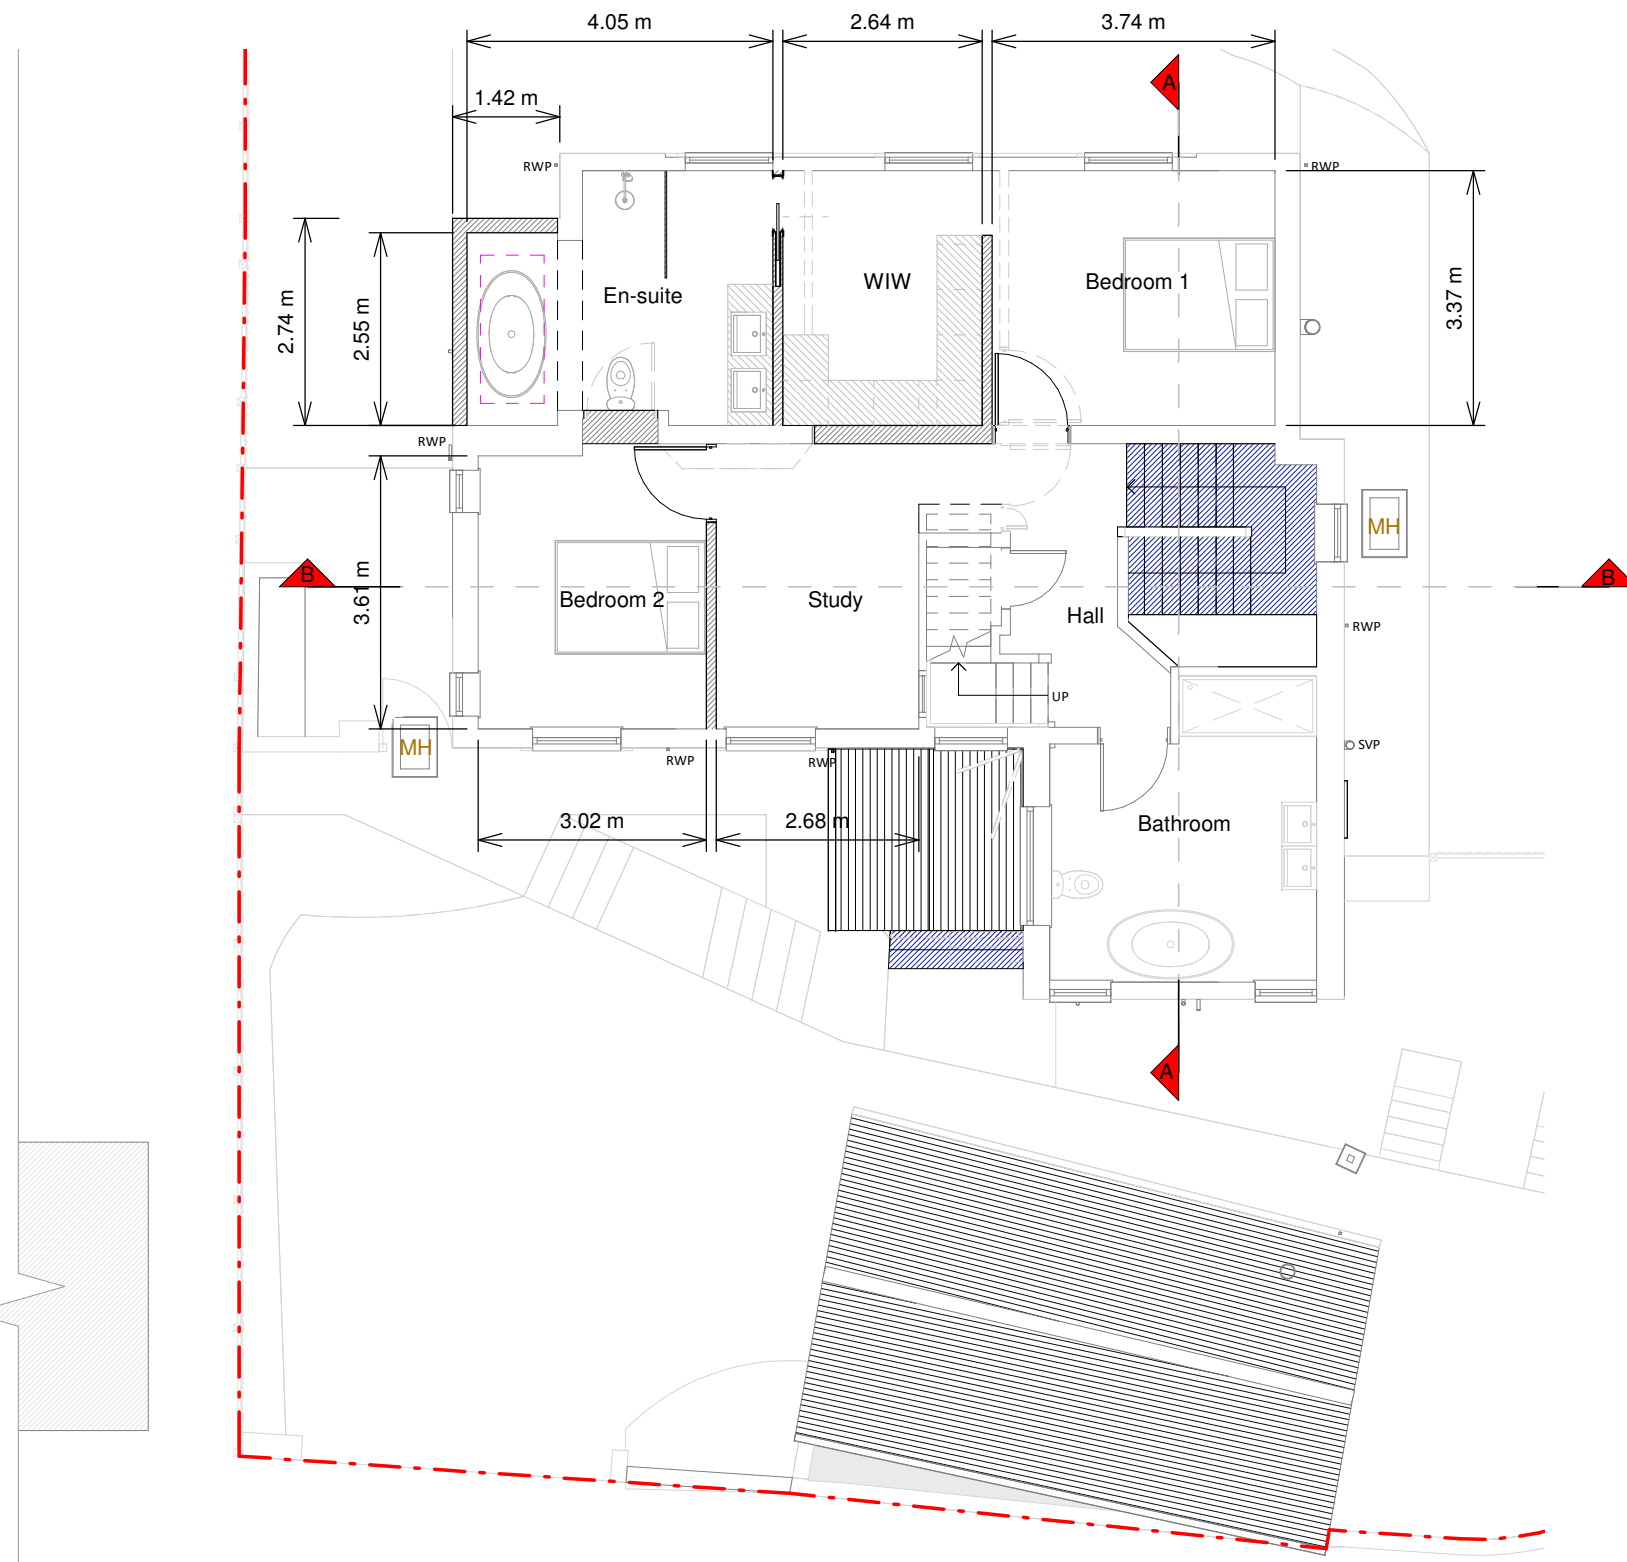 4.05 m
2.64 m
3.74 m
A
1.42 m
RWP
RWP
En-suite
WIW
Bedroom 1
2.74 m
2.55 m
3.37 m
RWP
MH
B
B
3.61 m
Bedroom 2
Study
Hall
RWP
UP
MH
RWP
RWP
SVP
3.02 m
2.68 m
Bathroom
A